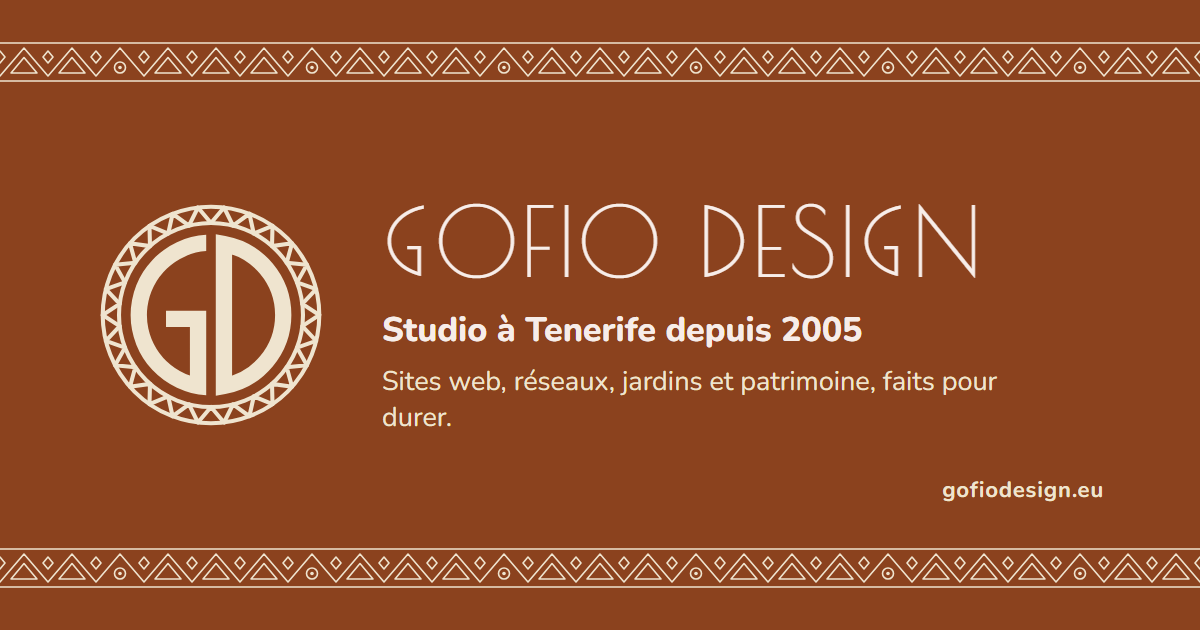 GD
GOFIO DESIGN
Studio à Tenerife depuis 2005
Sites web, réseaux, jardins et patrimoine, faits pour
durer.
gofiodesign.eu